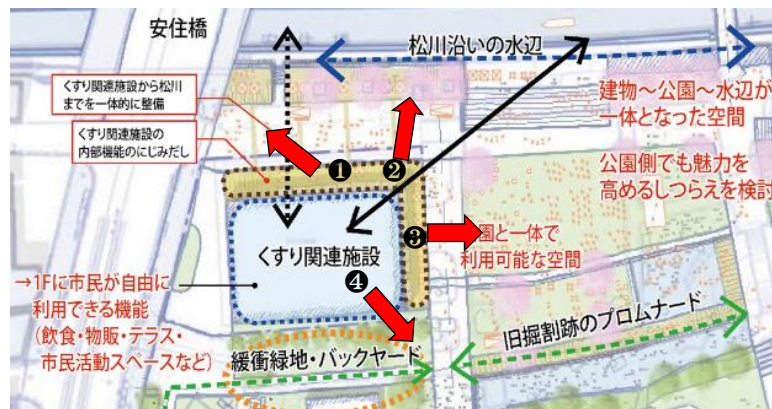 安住橋
松川沿いの水辺
くすり関連施設から松川
までを一体的に整備
くすり関連施設の
内部機能のにじみだし
建物～公園～水辺が
一体となった空間
公園側でも魅力を
高めるしつらえを検討
❶
❷
❸
園と一体で
利用可能な空間
くすり関連施設
❹
→1Fに市民が自由に
利用できる機能
(飲食・物販・テラス・
市民活動スペースなど)
緩衝緑地・バックヤード
旧堀割跡のプロムナード